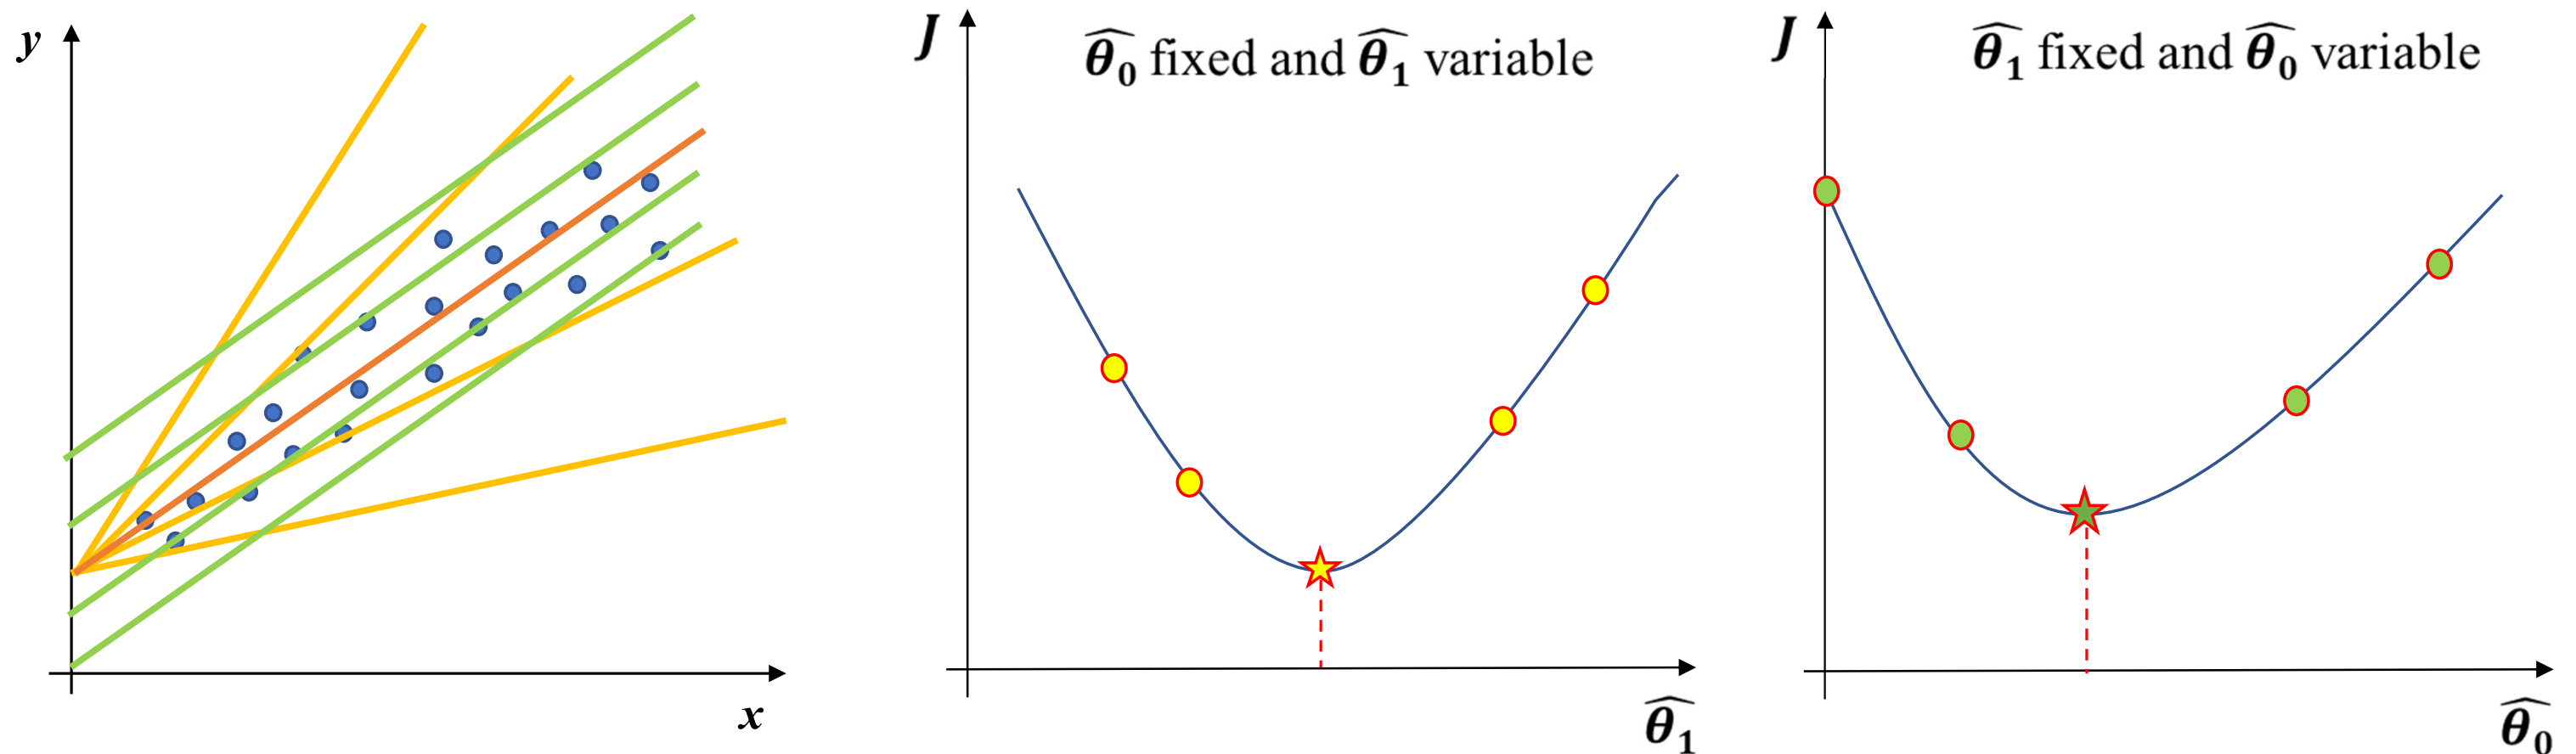 y
x
J
θ̂₀ fixed and θ̂₁ variable
θ̂₁
J
θ̂₁ fixed and θ̂₀ variable
θ̂₀